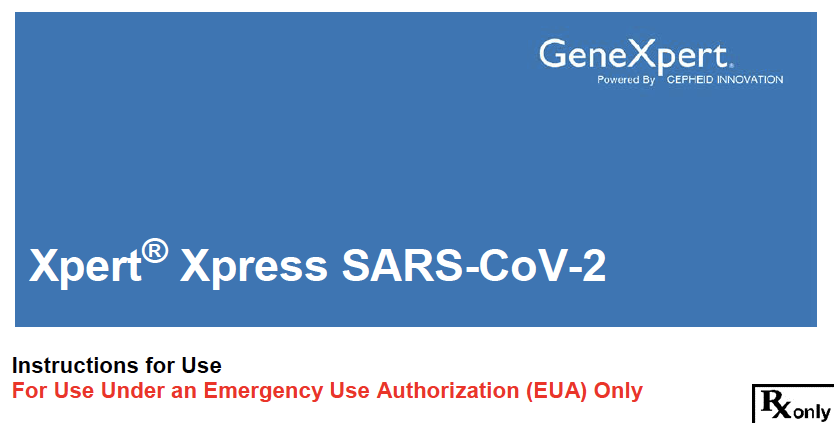 GeneXpert®
Powered By CEPHEID INNOVATION
Xpert® Xpress SARS-CoV-2
Instructions for Use
For Use Under an Emergency Use Authorization (EUA) Only
Rx only